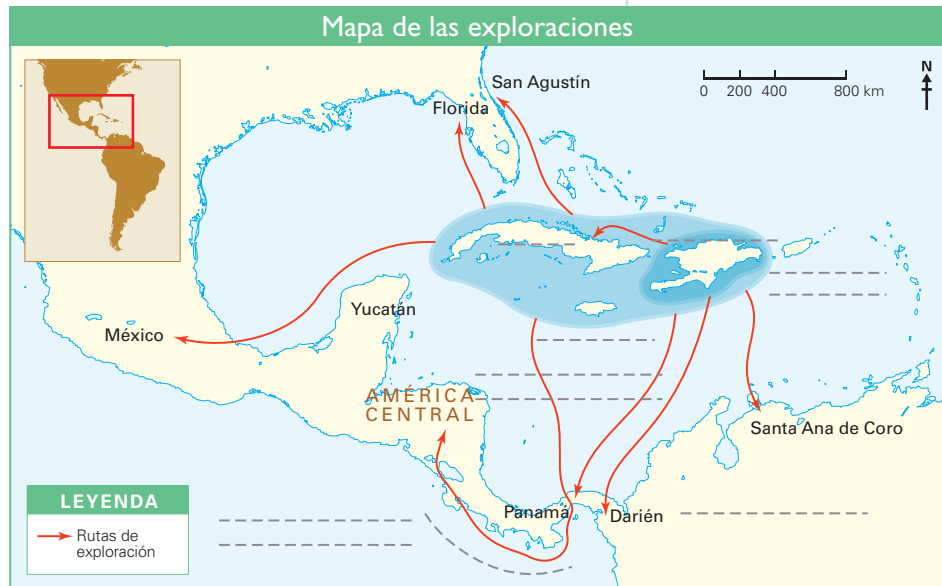 Mapa de las exploraciones
San Agustín
N
Florida
0 200 400 800 km
Yucatán
México
AMÉRICA
CENTRAL
Santa Ana de Coro
Panamá
Darién
LEYENDA
Rutas de
exploración